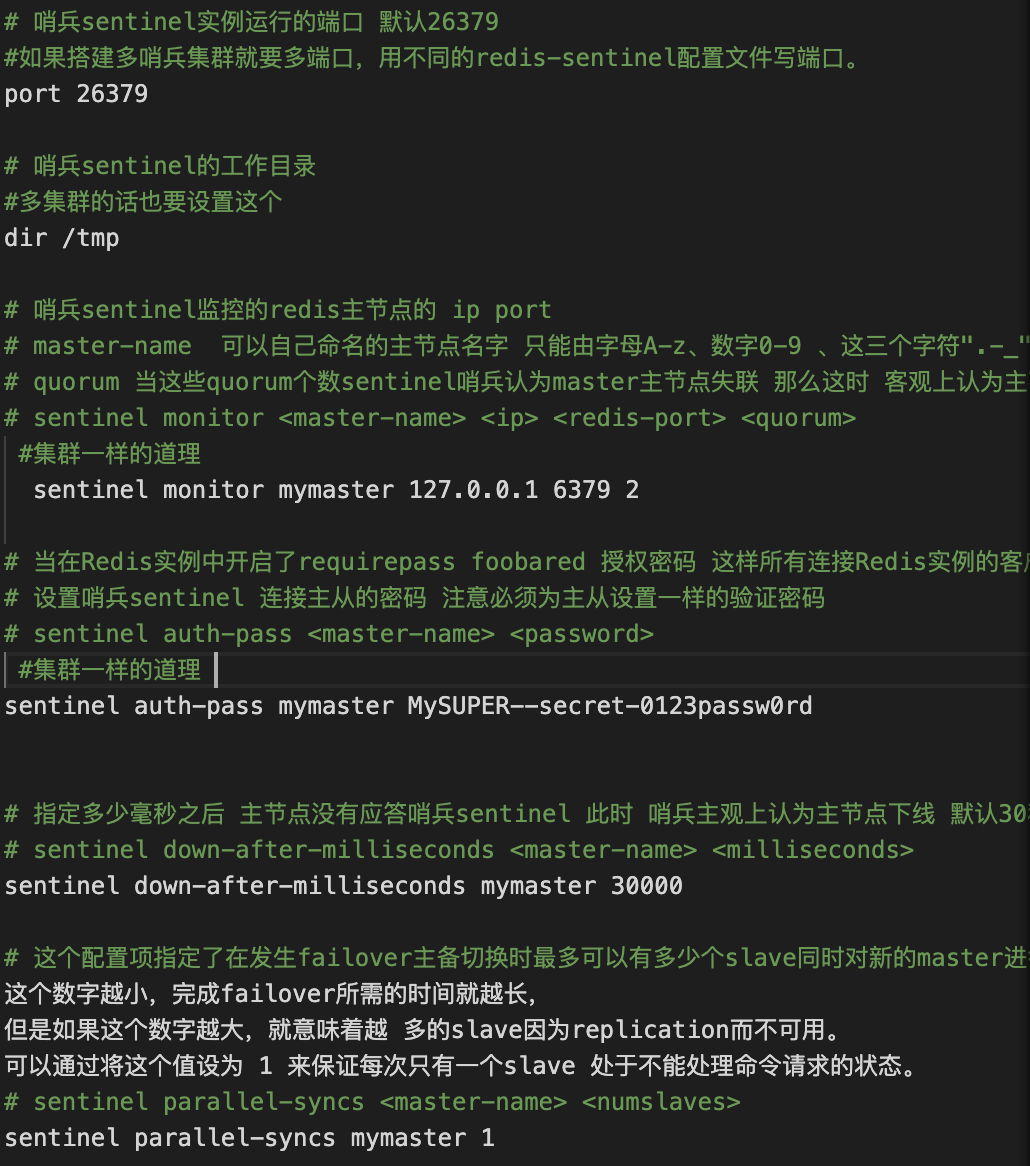 # 哨兵sentinel实例运行的端口 默认26379
#如果搭建多哨兵集群就要多端口，用不同的redis-sentinel配置文件写端口。
port 26379
# 哨兵sentinel的工作目录
#多集群的话也要设置这个
dir /tmp
# 哨兵sentinel监控的redis主节点的 ip port
# master-name  可以自己命名的主节点名字 只能由字母A-z、数字0-9 、这三个字符".-_"
# quorum 当这些quorum个数sentinel哨兵认为master主节点失联 那么这时 客观上认为主
# sentinel monitor <master-name> <ip> <redis-port> <quorum>
#集群一样的道理
sentinel monitor mymaster 127.0.0.1 6379 2
# 当在Redis实例中开启了requirepass foobared 授权密码 这样所有连接Redis实例的客
# 设置哨兵sentinel 连接主从的密码 注意必须为主从设置一样的验证密码
# sentinel auth-pass <master-name> <password>
#集群一样的道理
sentinel auth-pass mymaster MySUPER--secret-0123passw0rd
# 指定多少毫秒之后 主节点没有应答哨兵sentinel 此时 哨兵主观上认为主节点下线 默认30
# sentinel down-after-milliseconds <master-name> <milliseconds>
sentinel down-after-milliseconds mymaster 30000
# 这个配置项指定了在发生failover主备切换时最多可以有多少个slave同时对新的master进
这个数字越小，完成failover所需的时间就越长，
但是如果这个数字越大，就意味着越 多的slave因为replication而不可用。
可以通过将这个值设为 1 来保证每次只有一个slave 处于不能处理命令请求的状态。
# sentinel parallel-syncs <master-name> <numslaves>
sentinel parallel-syncs mymaster 1